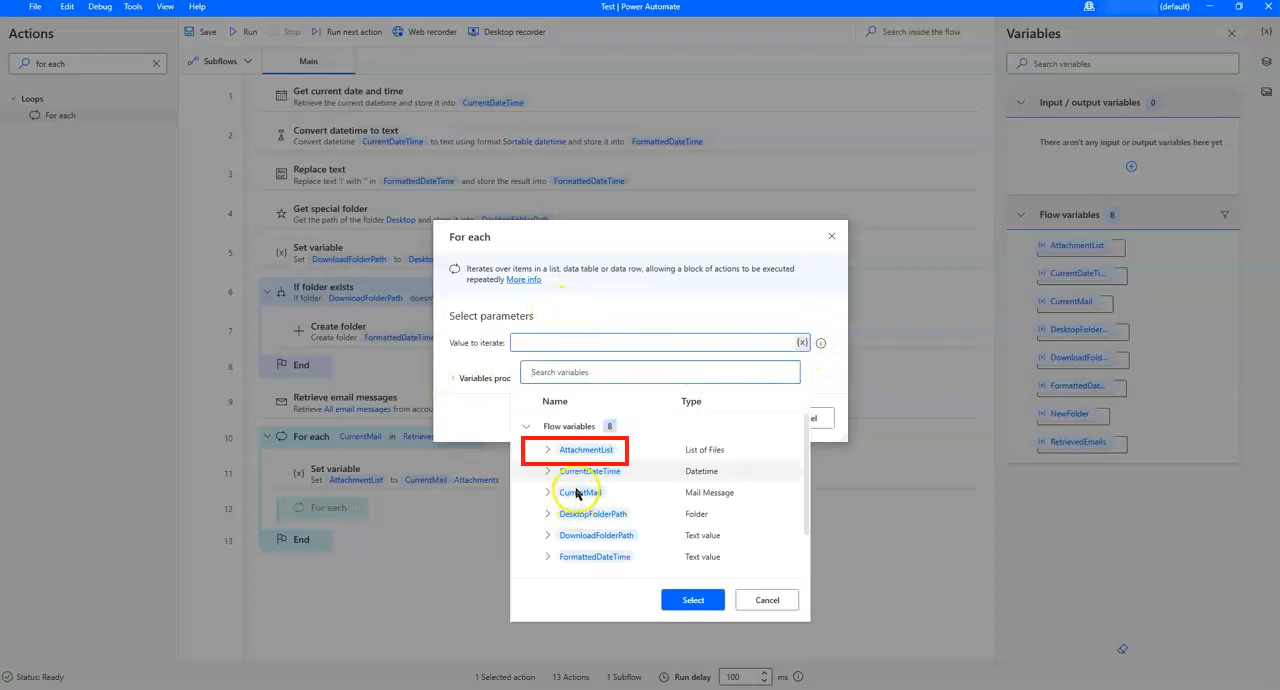 File Edit Debug Tools View Help
Test | Power Automate
(default)
Actions
for each
Loops
For each
Save Run Stop Run next action Web recorder Desktop recorder
Search inside the flow
Subflows Main
1
Get current date and time
Retrieve the current datetime and store it into CurrentDateTime
2
Convert datetime to text
Convert datetime CurrentDateTime to text using format Sortable datetime and store it into FormattedDateTime
3
Replace text
Replace text ':' with '' in FormattedDateTime and store the result into FormattedDateTime
4
Get special folder
Get the path of the folder Desktop and store it into DesktopFolderPath
5
{x} Set variable
Set DownloadFolderPath to Deskto
6
If folder exists
If folder DownloadFolderPath doesn'
7
Create folder
Create folder FormattedDateTime
8
End
9
Retrieve email messages
Retrieve All email messages from accou
10
For each CurrentMail in Retriev
11
{x} Set variable
Set AttachmentList to CurrentMail .Attachments
12
For each
13
End
For each
Iterates over items in a list, data table or data row, allowing a block of actions to be executed
repeatedly More info
Select parameters
Value to iterate: {x}
Variables proc
Search variables
Name Type
Flow variables 8
AttachmentList List of Files
CurrentDateTime Datetime
CurrentMail Mail Message
DesktopFolderPath Folder
DownloadFolderPath Text value
FormattedDateTime Text value
Select Cancel
el
Variables
{x}
Search variables
Input / output variables 0
There aren't any input or output variables here yet
Flow variables 8
(x) AttachmentList
(x) CurrentDateTi...
(x) CurrentMail
(x) DesktopFolder...
(x) DownloadFold...
(x) FormattedDat...
(x) NewFolder
(x) RetrievedEmails
Status: Ready
1 Selected action 13 Actions 1 Subflow Run delay 100 ms